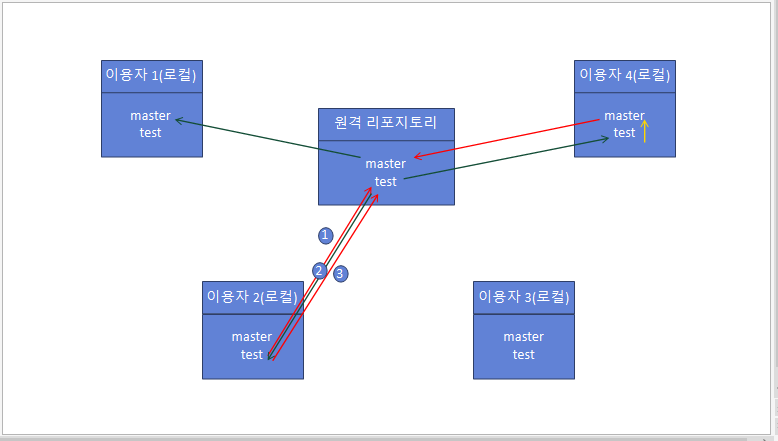 이용자 1(로컬)
master
test
원격 리포지토리
master
test
이용자 4(로컬)
master
test
1
2
3
이용자 2(로컬)
master
test
이용자 3(로컬)
master
test